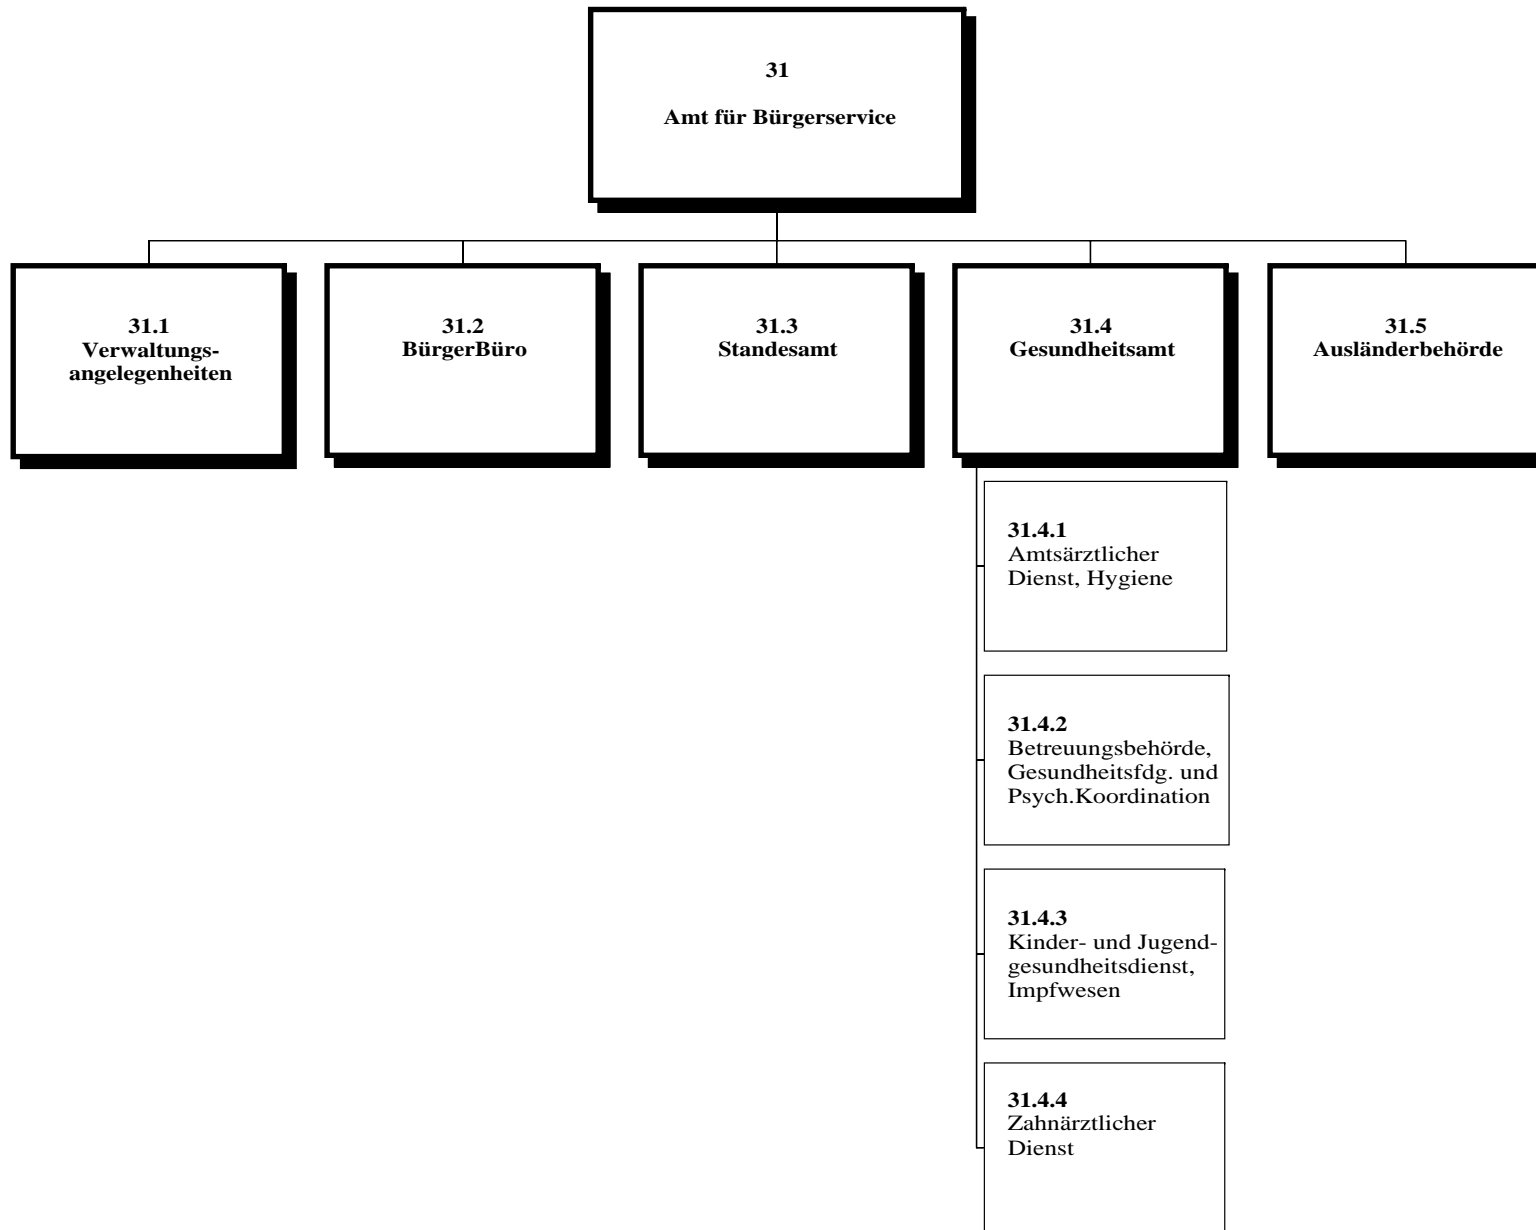 31
Amt für Bürgerservice
31.1
Verwaltungs-
angelegenheiten
31.2
BürgerBüro
31.3
Standesamt
31.4
Gesundheitsamt
31.5
Ausländerbehörde
31.4.1
Amtsärztlicher
Dienst, Hygiene
31.4.2
Betreuungsbehörde,
Gesundheitsfdg. und
Psych.Koordination
31.4.3
Kinder- und Jugend-
gesundheitsdienst,
Impfwesen
31.4.4
Zahnärztlicher
Dienst